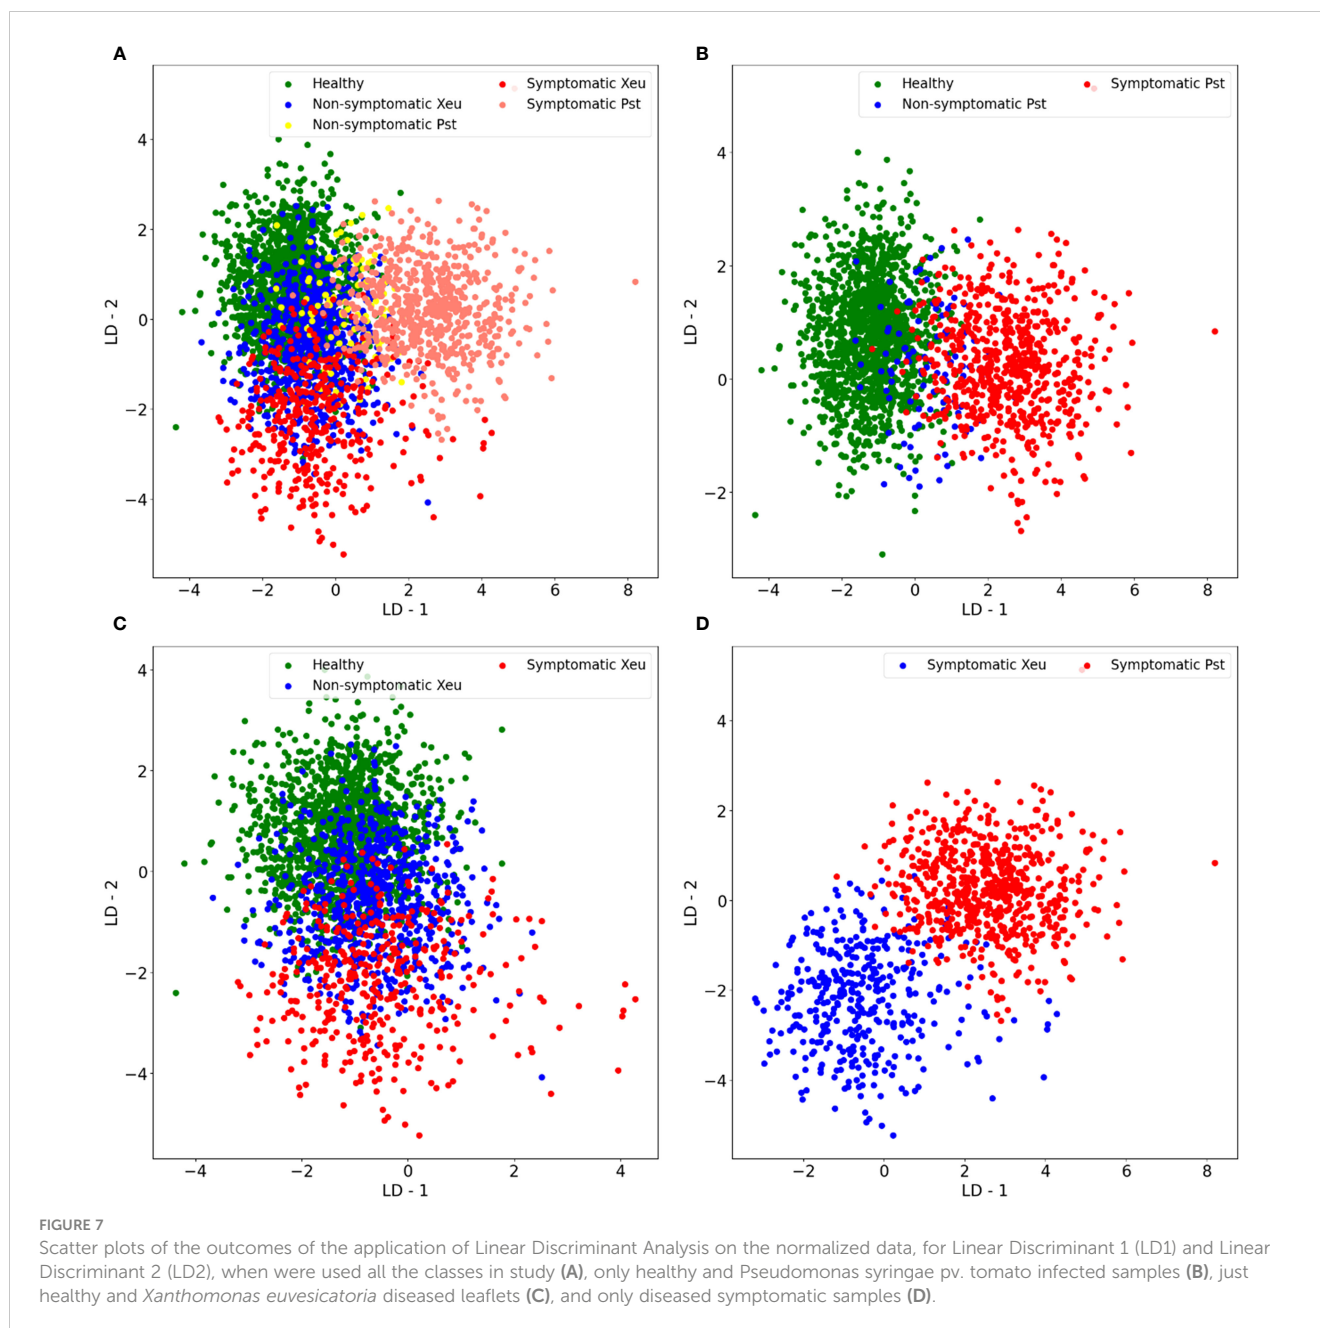 A
Healthy
Non-symptomatic Xeu
Non-symptomatic Pst
Symptomatic Xeu
Symptomatic Pst
4
2
0
−2
−4
LD - 2
−4 −2 0 2 4 6 8
LD - 1
B
Healthy
Non-symptomatic Pst
Symptomatic Pst
4
2
0
−2
LD - 2
−4 −2 0 2 4 6 8
LD - 1
C
Healthy
Non-symptomatic Xeu
Symptomatic Xeu
4
2
0
−2
−4
LD - 2
−4 −2 0 2 4
LD - 1
D
Symptomatic Xeu
Symptomatic Pst
4
2
0
−2
−4
LD - 2
−2 0 2 4 6 8
LD - 1
FIGURE 7
Scatter plots of the outcomes of the application of Linear Discriminant Analysis on the normalized data, for Linear Discriminant 1 (LD1) and Linear
Discriminant 2 (LD2), when were used all the classes in study (A), only healthy and Pseudomonas syringae pv. tomato infected samples (B), just
healthy and Xanthomonas euvesicatoria diseased leaflets (C), and only diseased symptomatic samples (D).